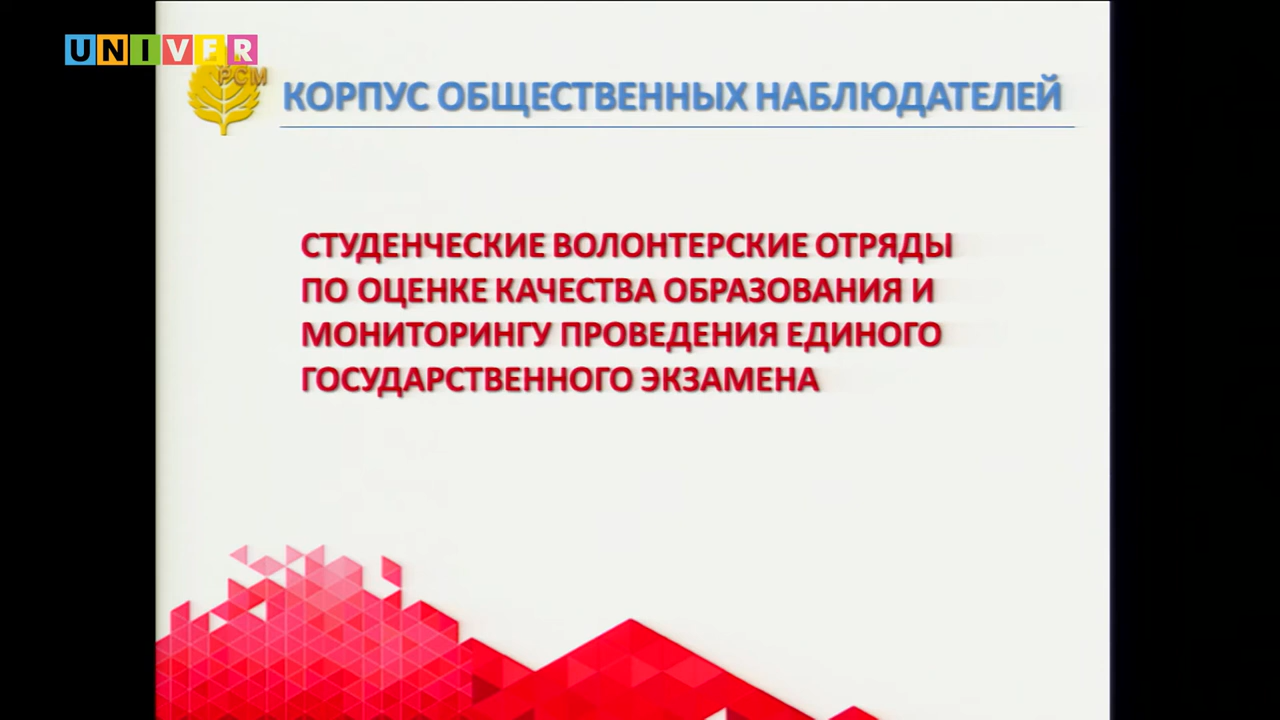 UNIVER
РСМ
КОРПУС ОБЩЕСТВЕННЫХ НАБЛЮДАТЕЛЕЙ
СТУДЕНЧЕСКИЕ ВОЛОНТЕРСКИЕ ОТРЯДЫ
ПО ОЦЕНКЕ КАЧЕСТВА ОБРАЗОВАНИЯ И
МОНИТОРИНГУ ПРОВЕДЕНИЯ ЕДИНОГО
ГОСУДАРСТВЕННОГО ЭКЗАМЕНА